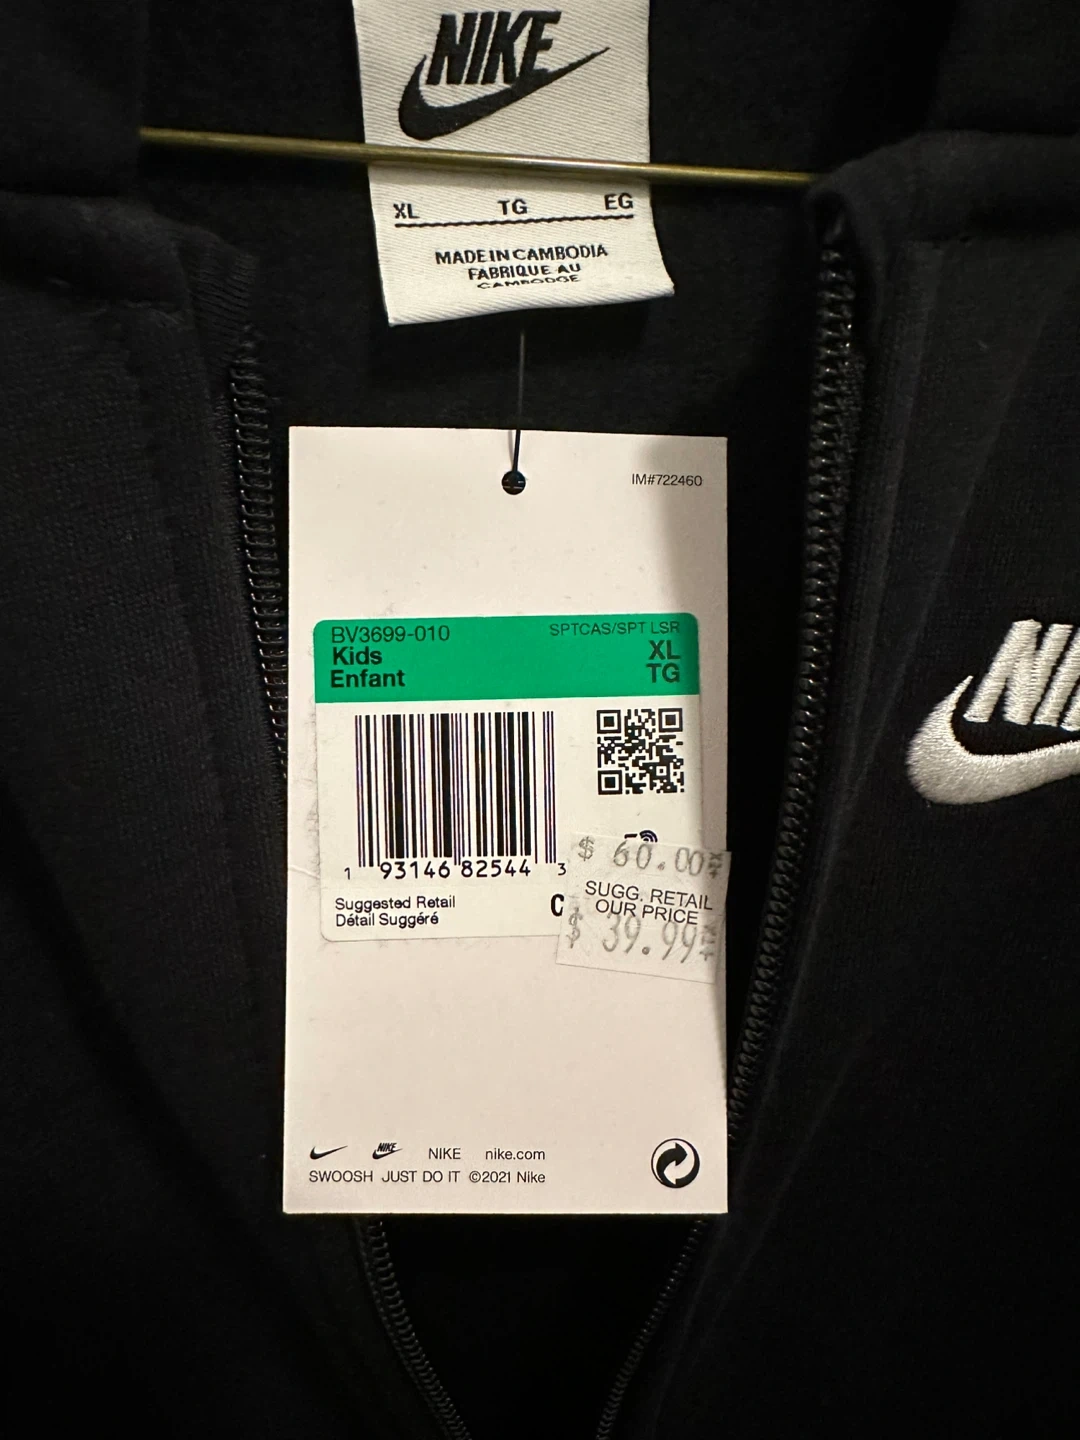 NIKE
XL TG EG
MADE IN CAMBODIA
FABRIQUE AU
CAMBODGE
IM#722460
BV3699-010 SPTCAS/SPT LSR
Kids XL
Enfant TG
1 93146 82544 3
$ 60.00
Suggested Retail
Détail Suggéré
SUGG. RETAIL
OUR PRICE
$ 39.99
NIKE NIKE nike.com
SWOOSH JUST DO IT ©2021 Nike